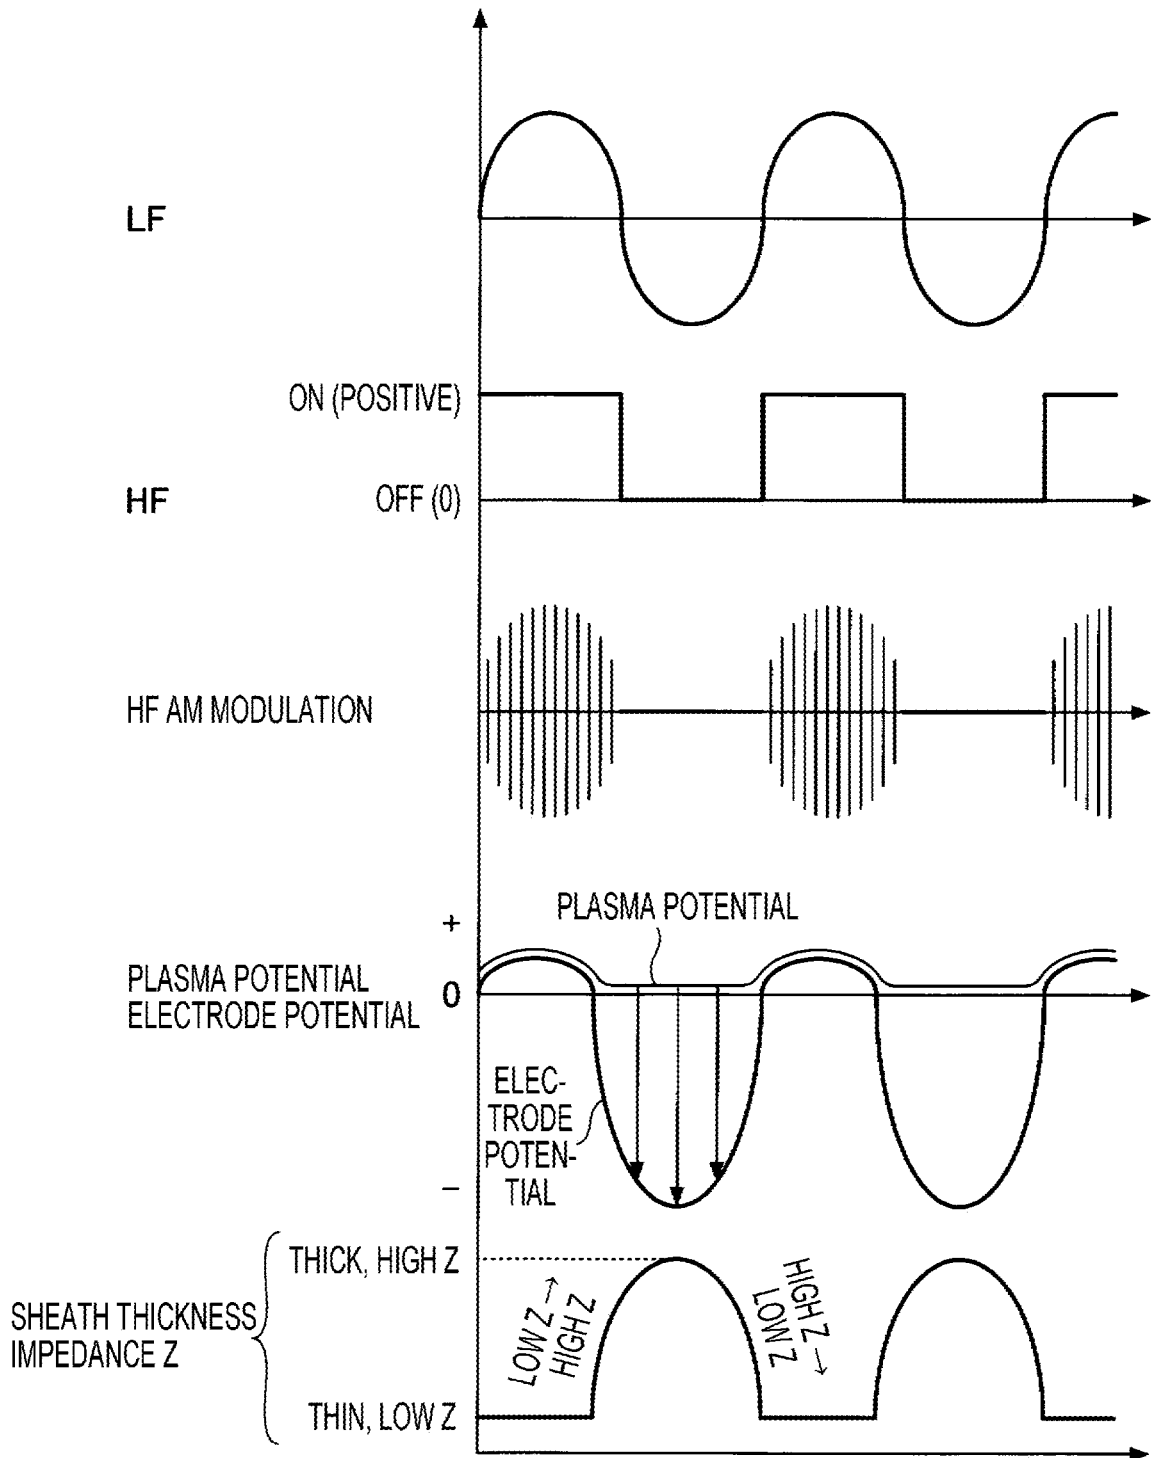 LF
ON (POSITIVE)
HF
OFF (0)
HF AM MODULATION
PLASMA POTENTIAL
+
PLASMA POTENTIAL
ELECTRODE POTENTIAL
0
ELEC-
TRODE
POTEN-
TIAL
–
THICK, HIGH Z
LOW Z →
HIGH Z
HIGH Z →
LOW Z
SHEATH THICKNESS
IMPEDANCE Z
THIN, LOW Z